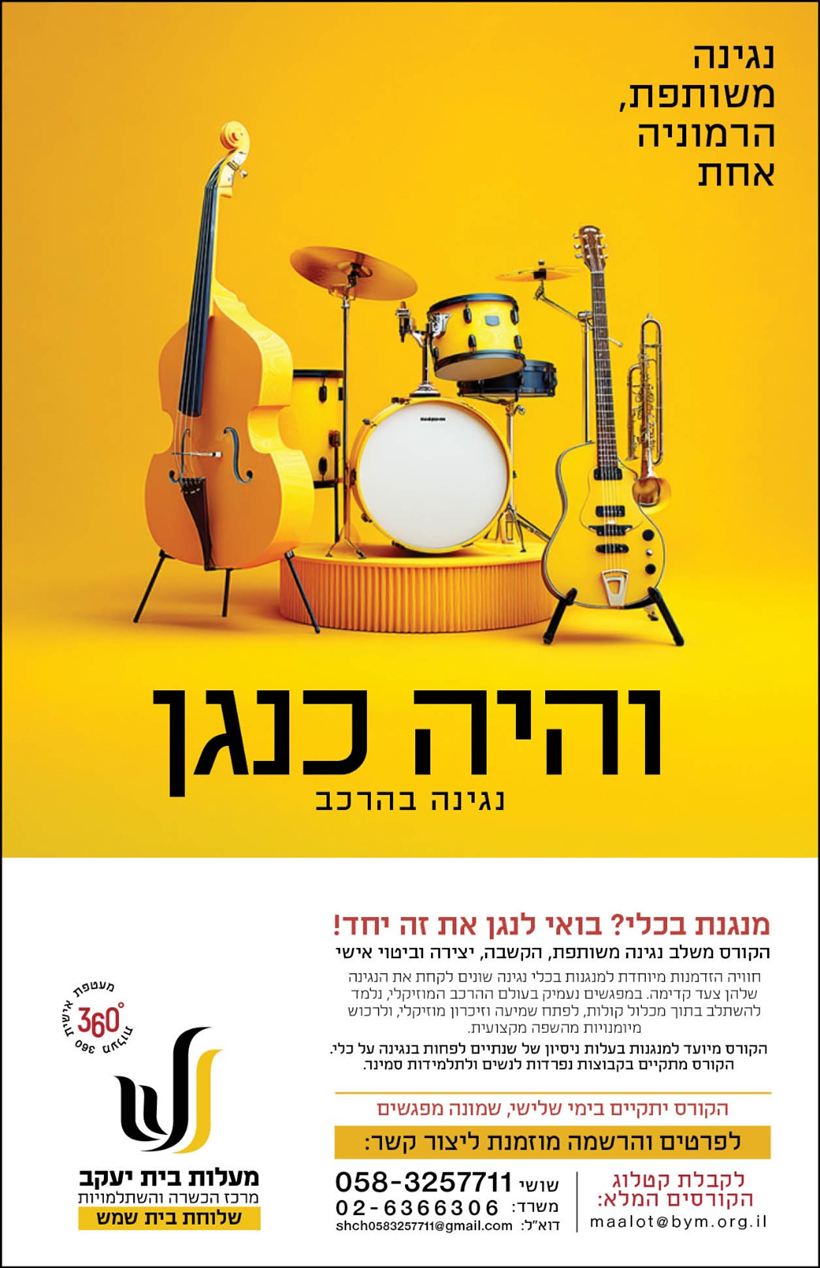 נגינה
משותפת,
הרמוניה
אחת
והיה כנגן
נגינה בהרכב
מנגנת בכלי? בואי לנגן את זה יחד!
הקורס משלב נגינה משותפת, הקשבה, יצירה וביטוי אישי
חוויה הזדמנות מיוחדת למנגנות בכלי נגינה שונים לקחת את הנגינה
שלהן צעד קדימה. במפגשים נעמיק בעולם ההרכב המוזיקלי, נלמד
להשתלב בתוך מכלול קולות, לפתח שמיעה וזיכרון מוזיקלי, ולרכוש
מיומנויות מהשפה מקצועית.
הקורס מיועד למנגנות בעלות ניסיון של שנתיים לפחות בנגינה על כלי.
הקורס מתקיים בקבוצות נפרדות לנשים ולתלמידות סמינר.
הקורס יתקיים בימי שלישי, שמונה מפגשים
לפרטים והרשמה מוזמנת ליצור קשר:
לקבלת קטלוג
הקורסים המלא:
maalot@bym.org.il
שושי 058-3257711
משרד: 02-6366306
דוא"ל: shch0583257711@gmail.com
מעטפת אישית
360°
מעלות 360
מעלות בית יעקב
מרכז הכשרה והשתלמויות
שלוחת בית שמש